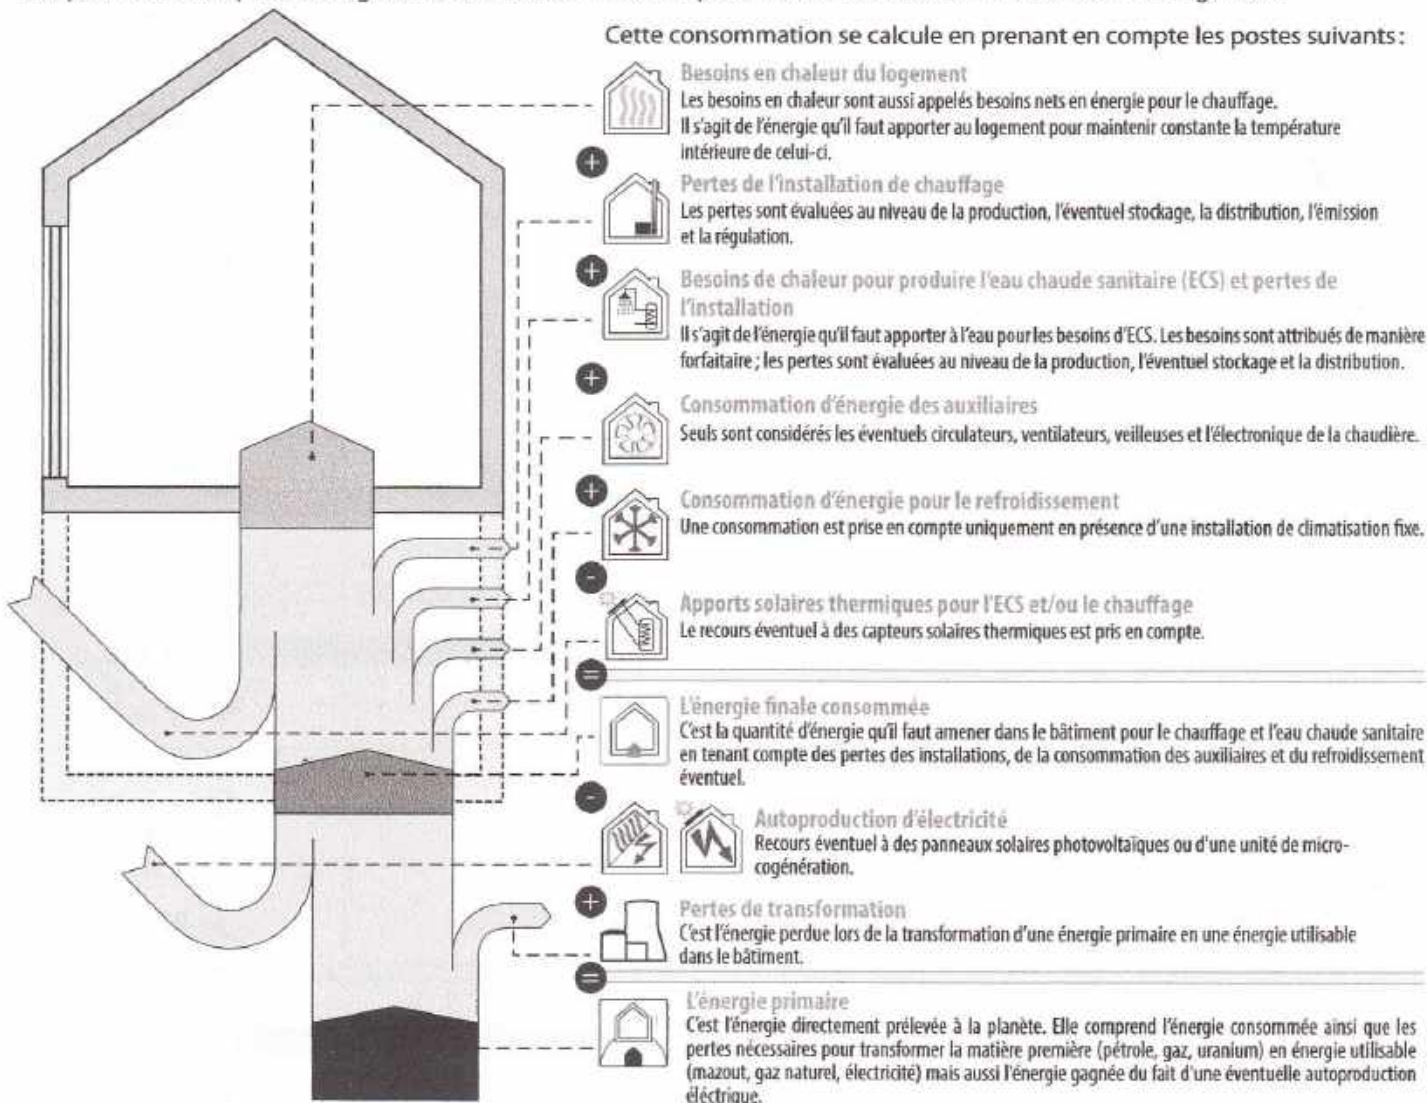 Cette consommation se calcule en prenant en compte les postes suivants :
Besoins en chaleur du logement
Les besoins en chaleur sont aussi appelés besoins nets en énergie pour le chauffage.
Il s'agit de l'énergie qu'il faut apporter au logement pour maintenir constante la température
intérieure de celui-ci.
+
Pertes de l'installation de chauffage
Les pertes sont évaluées au niveau de la production, l'éventuel stockage, la distribution, l'émission
et la régulation.
+
Besoins de chaleur pour produire l'eau chaude sanitaire (ECS) et pertes de
l'installation
Il s'agit de l'énergie qu'il faut apporter à l'eau pour les besoins d'ECS. Les besoins sont attribués de manière
forfaitaire ; les pertes sont évaluées au niveau de la production, l'éventuel stockage et la distribution.
+
Consommation d'énergie des auxiliaires
Seuls sont considérés les éventuels circulateurs, ventilateurs, veilleuses et l'électronique de la chaudière.
+
Consommation d'énergie pour le refroidissement
Une consommation est prise en compte uniquement en présence d'une installation de climatisation fixe.
-
Apports solaires thermiques pour l'ECS et/ou le chauffage
Le recours éventuel à des capteurs solaires thermiques est pris en compte.
=
L'énergie finale consommée
C'est la quantité d'énergie qu'il faut amener dans le bâtiment pour le chauffage et l'eau chaude sanitaire
en tenant compte des pertes des installations, de la consommation des auxiliaires et du refroidissement
éventuel.
-
Autoproduction d'électricité
Recours éventuel à des panneaux solaires photovoltaïques ou d'une unité de micro-
cogénération.
+
Pertes de transformation
C'est l'énergie perdue lors de la transformation d'une énergie primaire en une énergie utilisable
dans le bâtiment.
=
L'énergie primaire
C'est l'énergie directement prélevée à la planète. Elle comprend l'énergie consommée ainsi que les
pertes nécessaires pour transformer la matière première (pétrole, gaz, uranium) en énergie utilisable
(mazout, gaz naturel, électricité) mais aussi l'énergie gagnée du fait d'une éventuelle autoproduction
éléctrique.